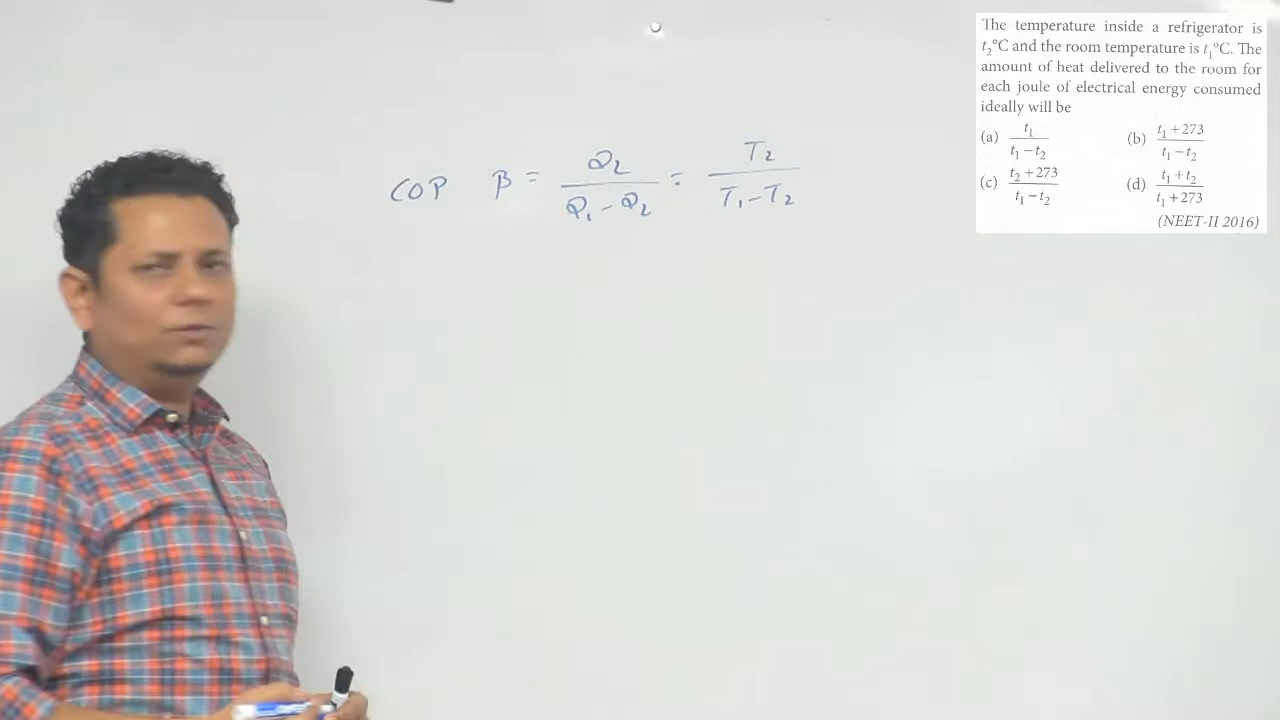 COP β = Q₂ / (Q₁ - Q₂) = T₂ / (T₁ - T₂)
The temperature inside a refrigerator is
t₂°C and the room temperature is t₁°C. The
amount of heat delivered to the room for
each joule of electrical energy consumed
ideally will be
(a) t₁ / (t₁ - t₂) (b) (t₁ + 273) / (t₁ - t₂)
(c) (t₂ + 273) / (t₁ - t₂) (d) (t₁ + t₂) / (t₁ + 273)
(NEET-II 2016)